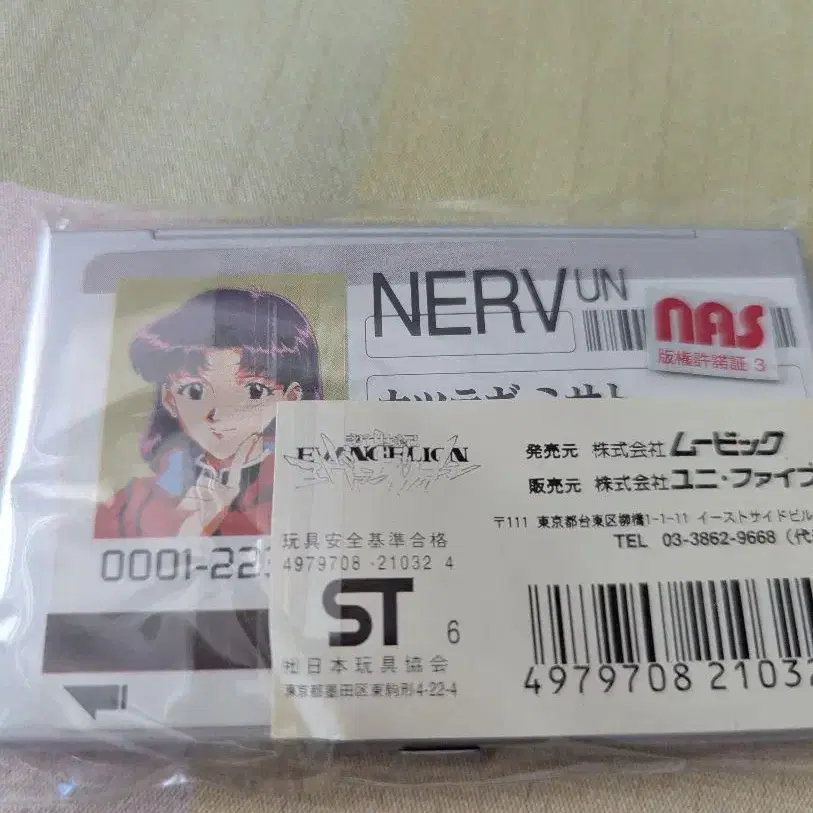 NERV UN
nas
版権許諾証 3
0001-22
EVANGELION
発売元 株式会社 ムービック
販売元 株式会社 ユニ・ファイブ
〒111 東京都台東区柳橋1-1-11 イーストサイドビル
TEL 03-3862-9668 (代
玩具安全基準合格
4979708 -21032 4
ST 6
(社)日本玩具協会
東京都墨田区東駒形4-22-4
4979708 21032